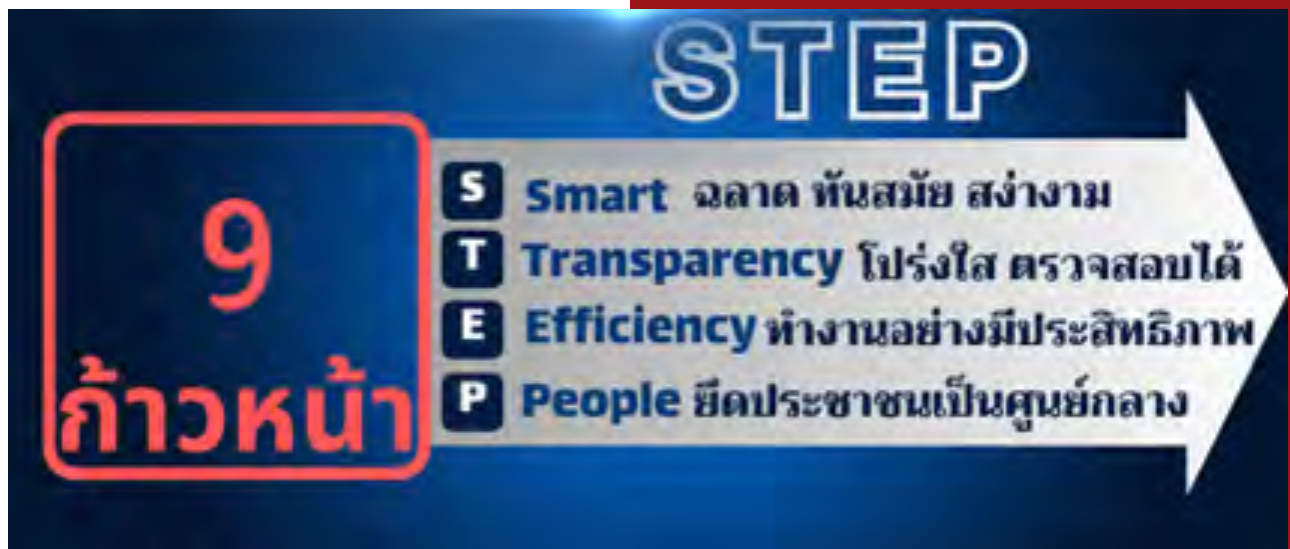 STEP
9
ก้าวหน้า
S Smart ฉลาด ทันสมัย สง่างาม
T Transparency โปร่งใส ตรวจสอบได้
E Efficiency ทำงานอย่างมีประสิทธิภาพ
P People ยึดประชาชนเป็นศูนย์กลาง